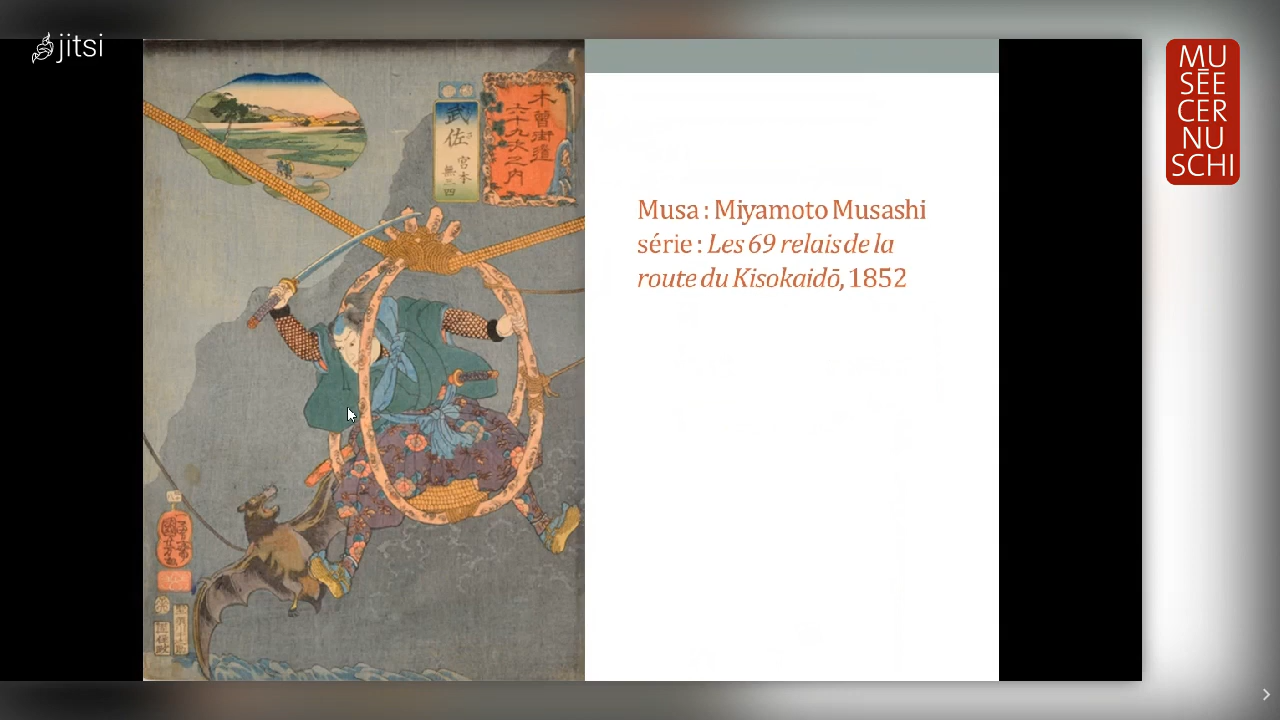 jitsi
木曽街道
六十九次之内
武佐
宮本
無三四
Musa : Miyamoto Musashi
série : Les 69 relais de la
route du Kisokaidō, 1852
MU
SÉE
CER
NU
SCHI